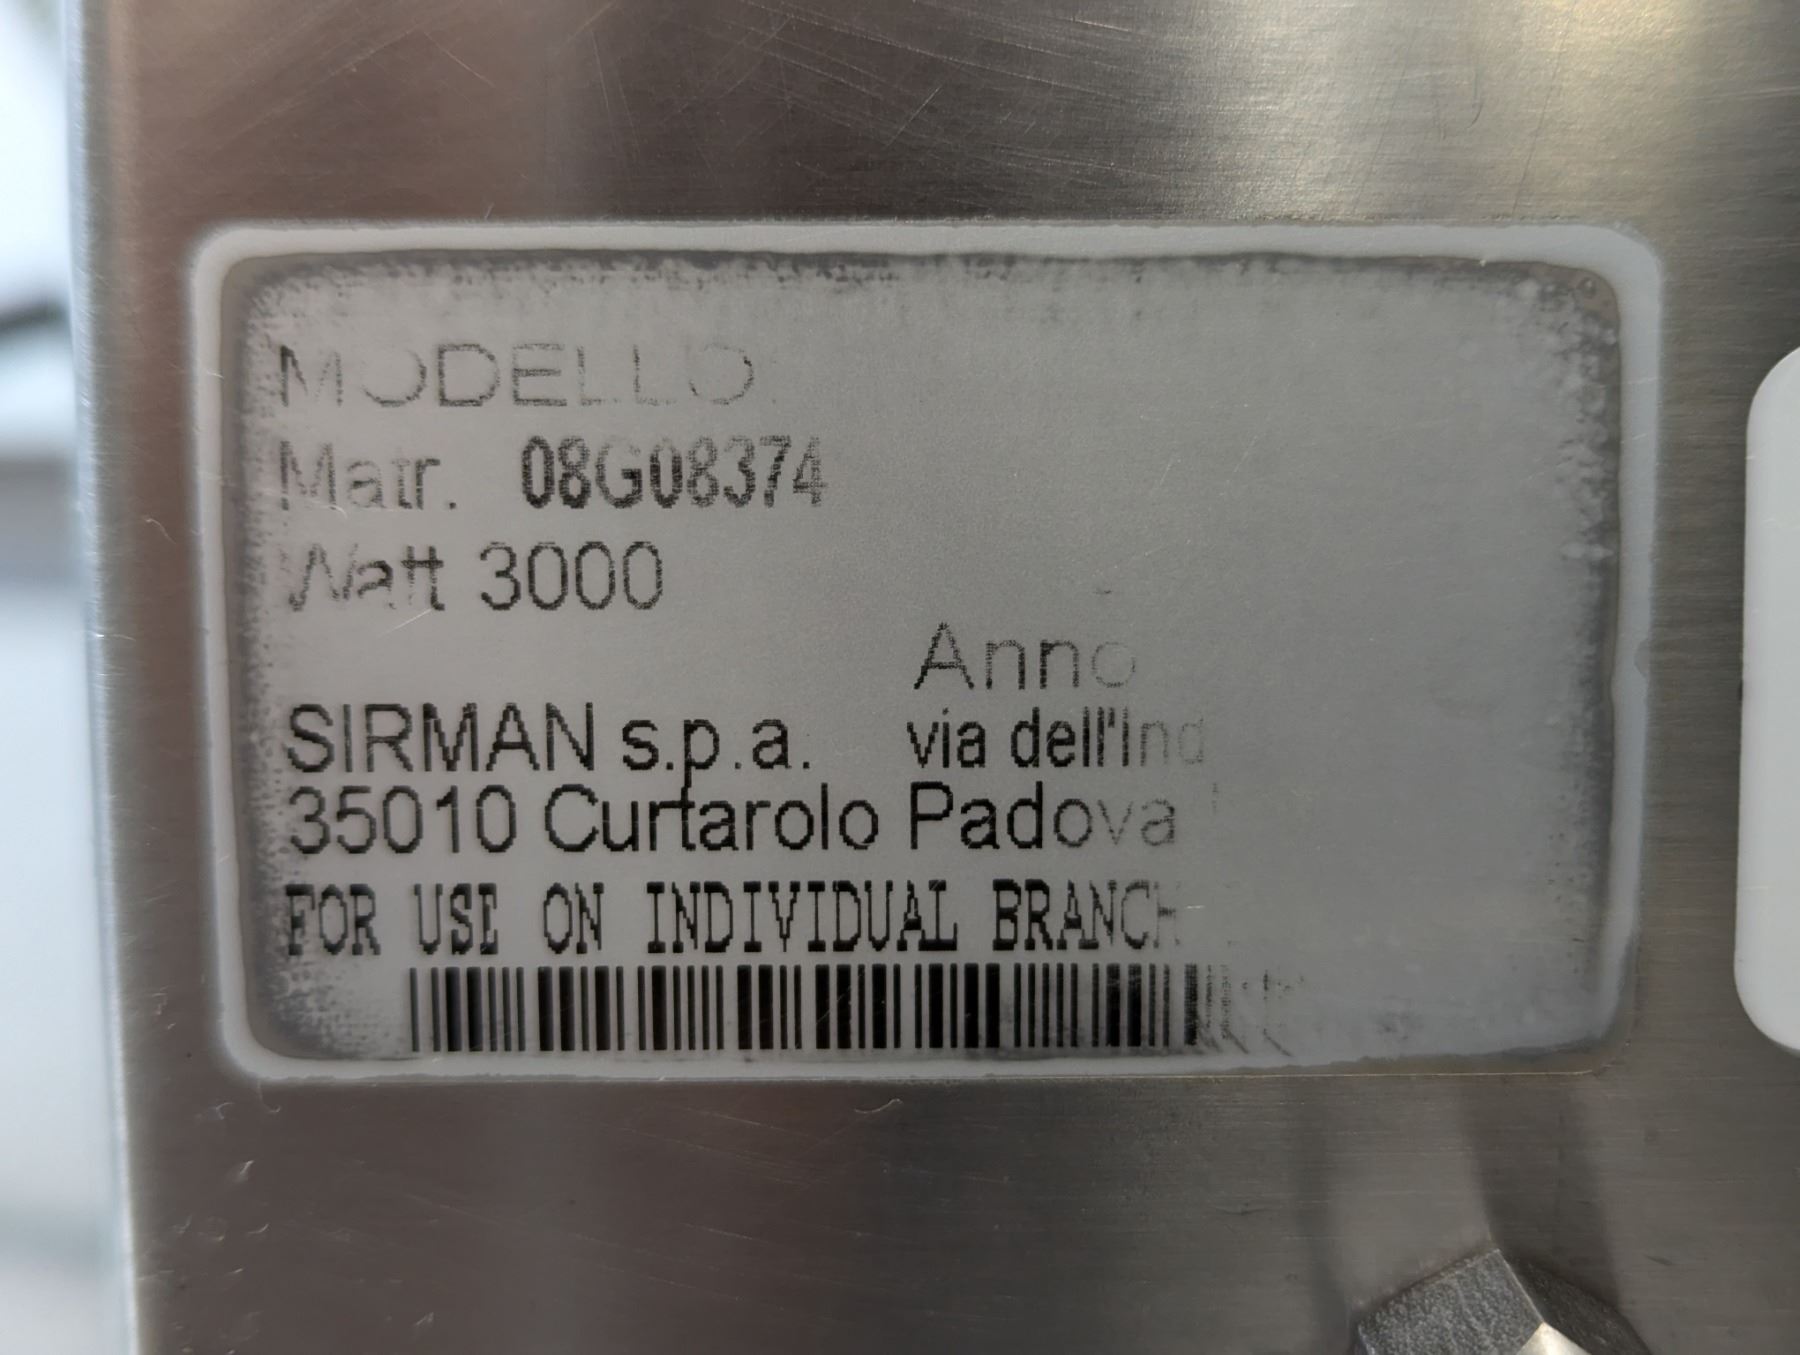 MODELLO:
Matr. 08G08374
Watt 3000
Anno
SIRMAN s.p.a. via dell'Ind
35010 Curtarolo Padova
FOR USE ON INDIVIDUAL BRANCH